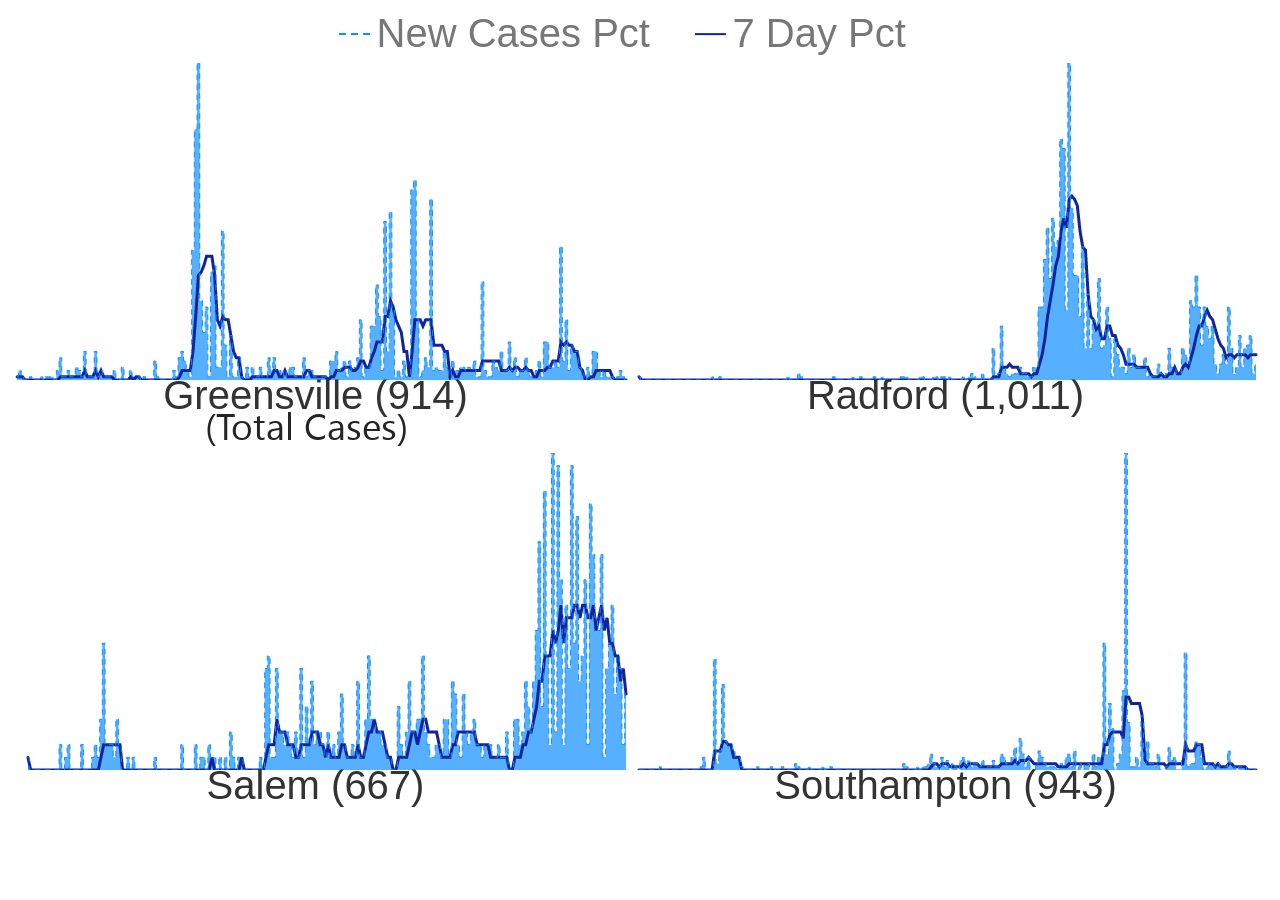 New Cases Pct 7 Day Pct
Greensville (914)
(Total Cases)
Radford (1,011)
Salem (667)
Southampton (943)